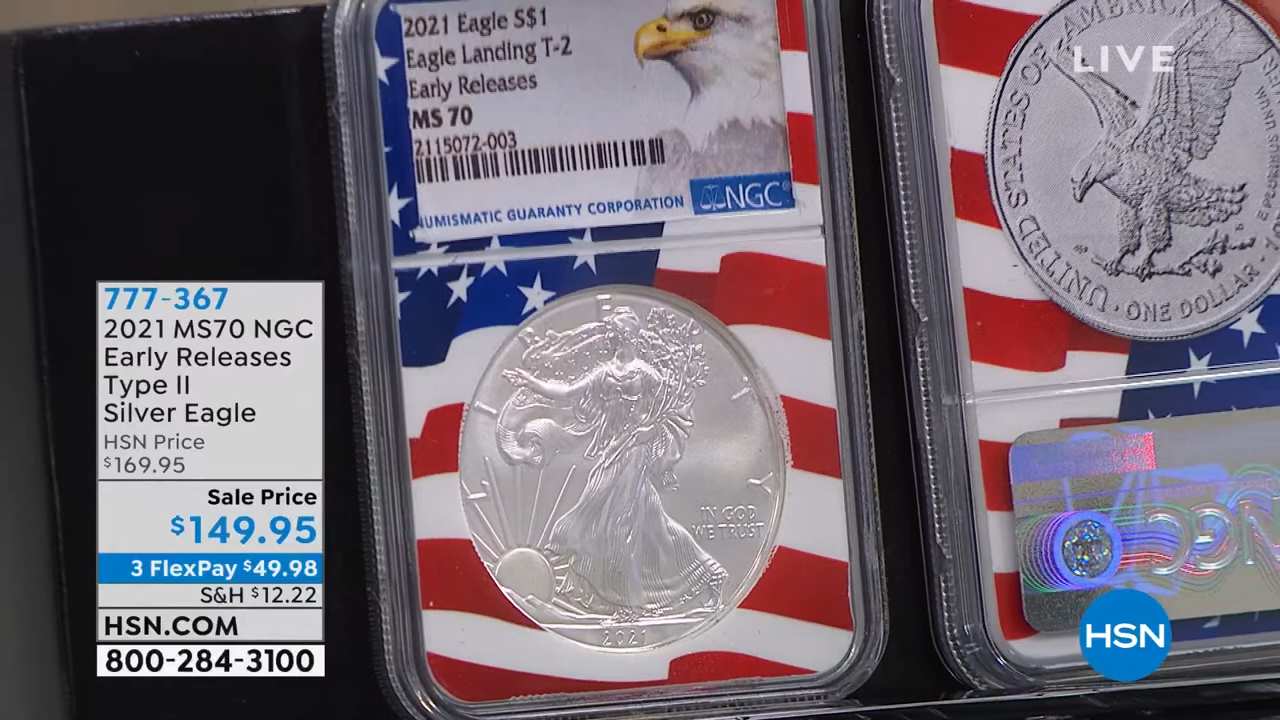 2021 Eagle S$1
Eagle Landing T-2
Early Releases
MS 70
2115072-003
NUMISMATIC GUARANTY CORPORATION
NGC
IN GOD
WE TRUST
2021
UNITED STATES OF AMERICA
ONE DOLLAR
NGC
LIVE
777-367
2021 MS70 NGC
Early Releases
Type II
Silver Eagle
HSN Price
$169.95
Sale Price
$149.95
3 FlexPay $49.98
S&H $12.22
HSN.COM
800-284-3100
HSN